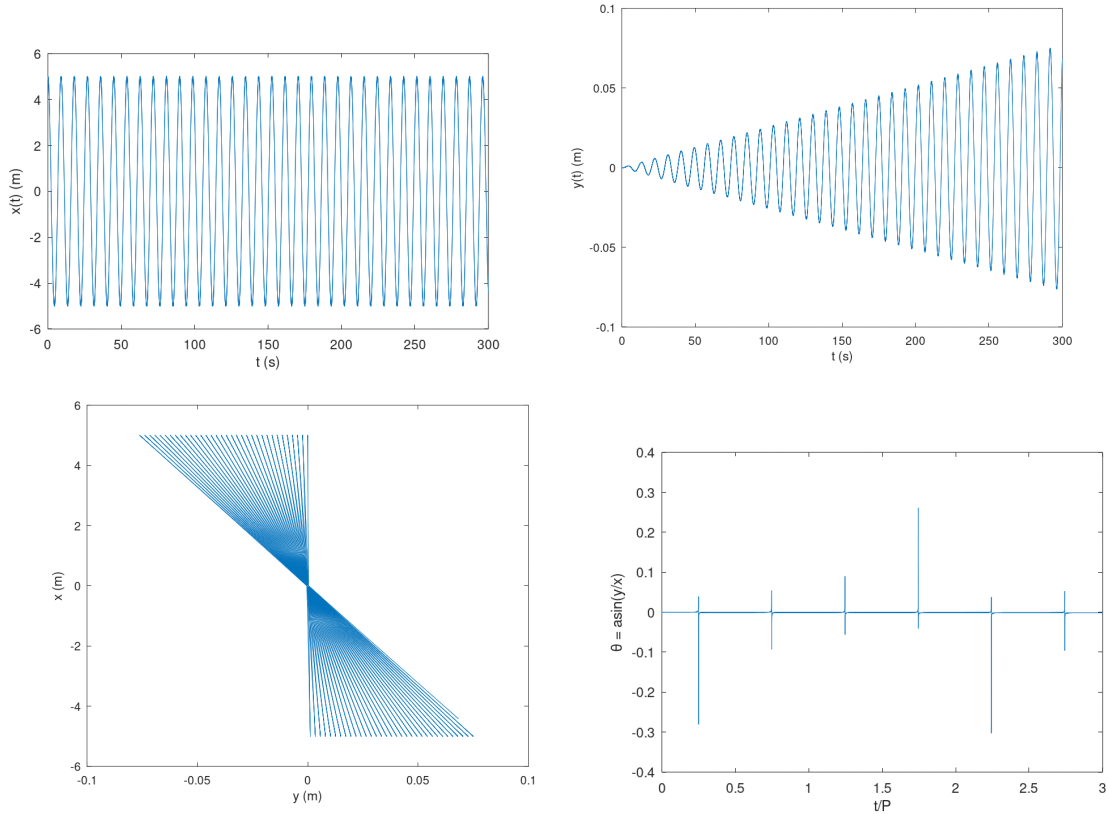 6
4
2
0
-2
-4
-6
x(t) (m)
0 50 100 150 200 250 300
t (s)
0.1
0.05
0
-0.05
-0.1
y(t) (m)
0 50 100 150 200 250 300
t (s)
6
4
2
0
-2
-4
-6
x (m)
-0.1 -0.05 0 0.05 0.1
y (m)
0.4
0.3
0.2
0.1
0
-0.1
-0.2
-0.3
-0.4
θ = asin(y/x)
0 0.5 1 1.5 2 2.5 3
t/P